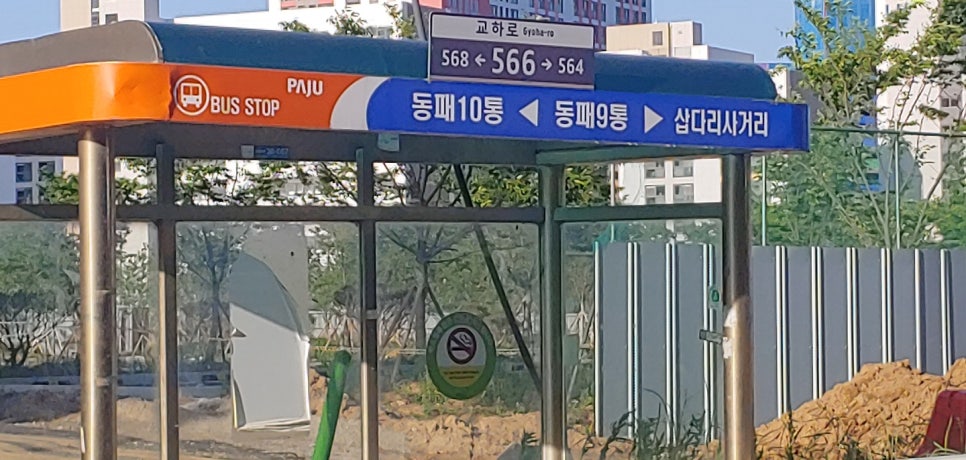 교하로 Gyoha-ro
568 ← 566 → 564
BUS STOP
PAJU
동패10통 ◀ 동패9통 ▶ 삽다리사거리